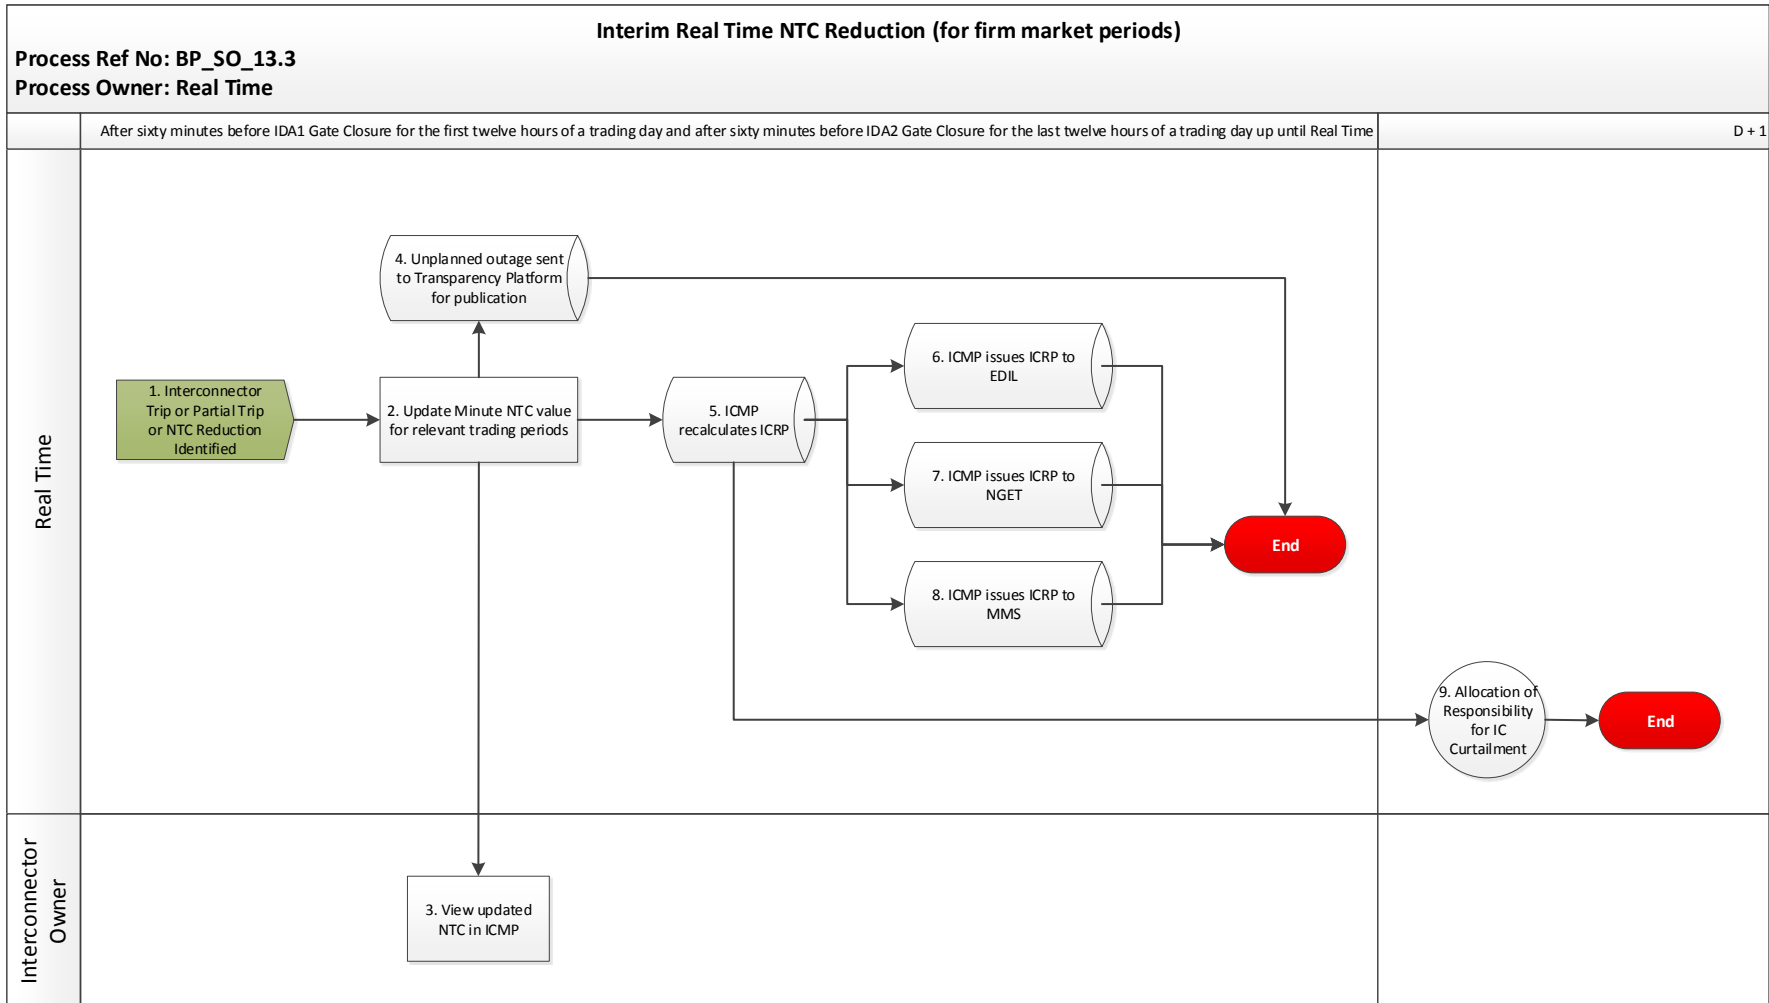 Interim Real Time NTC Reduction (for firm market periods)
Process Ref No: BP_SO_13.3
Process Owner: Real Time
After sixty minutes before IDA1 Gate Closure for the first twelve hours of a trading day and after sixty minutes before IDA2 Gate Closure for the last twelve hours of a trading day up until Real Time
D + 1
Real Time
4. Unplanned outage sent
to Transparency Platform
for publication
1. Interconnector
Trip or Partial Trip
or NTC Reduction
Identified
2. Update Minute NTC value
for relevant trading periods
5. ICMP
recalculates ICRP
6. ICMP issues ICRP to
EDIL
7. ICMP issues ICRP to
NGET
8. ICMP issues ICRP to
MMS
End
9. Allocation of
Responsibility
for IC
Curtailment
End
Interconnector
Owner
3. View updated
NTC in ICMP